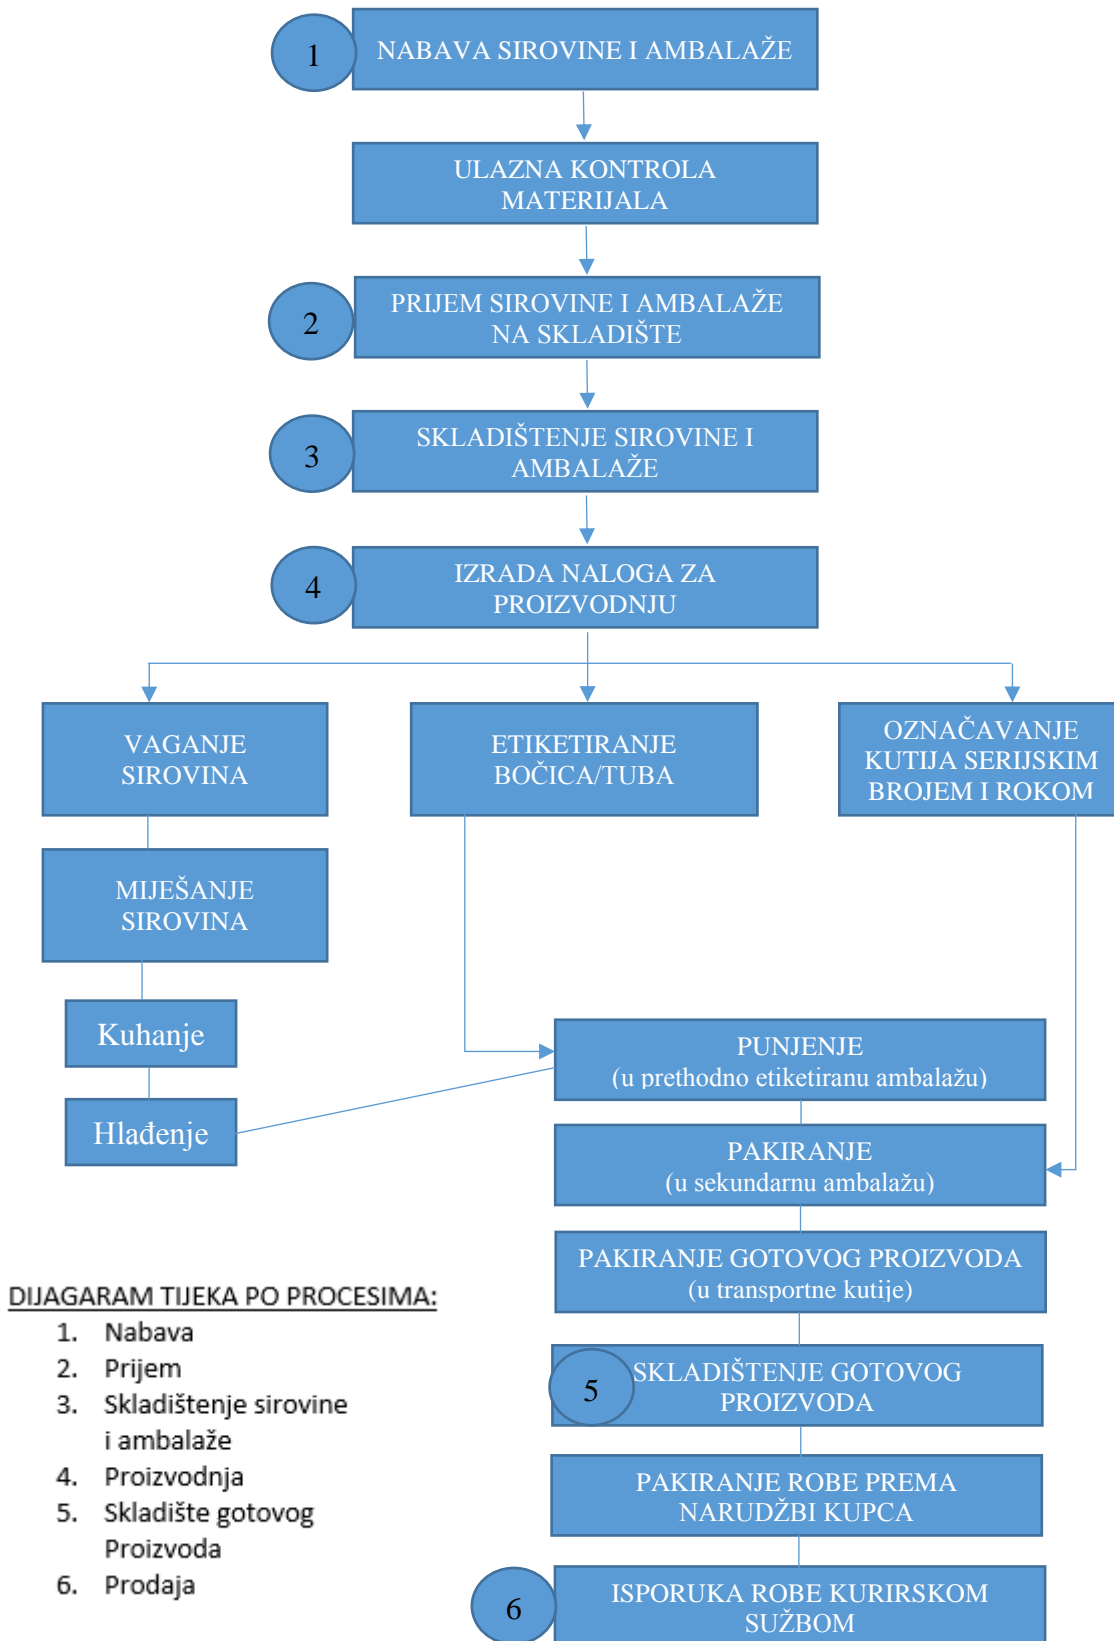 1
NABAVA SIROVINE I AMBALAŽE
ULAZNA KONTROLA
MATERIJALA
2
PRIJEM SIROVINE I AMBALAŽE
NA SKLADIŠTE
3
SKLADIŠTENJE SIROVINE I
AMBALAŽE
4
IZRADA NALOGA ZA
PROIZVODNJU
VAGANJE
SIROVINA
ETIKETIRANJE
BOČICA/TUBA
OZNAČAVANJE
KUTIJA SERIJSKIM
BROJEM I ROKOM
MIJEŠANJE
SIROVINA
Kuhanje
Hlađenje
PUNJENJE
(u prethodno etiketiranu ambalažu)
PAKIRANJE
(u sekundarnu ambalažu)
PAKIRANJE GOTOVOG PROIZVODA
(u transportne kutije)
5
SKLADIŠTENJE GOTOVOG
PROIZVODA
PAKIRANJE ROBE PREMA
NARUDŽBI KUPCA
6
ISPORUKA ROBE KURIRSKOM
SUŽBOM
DIJAGARAM TIJEKA PO PROCESIMA:
1. Nabava
2. Prijem
3. Skladištenje sirovine
i ambalaže
4. Proizvodnja
5. Skladište gotovog
Proizvoda
6. Prodaja